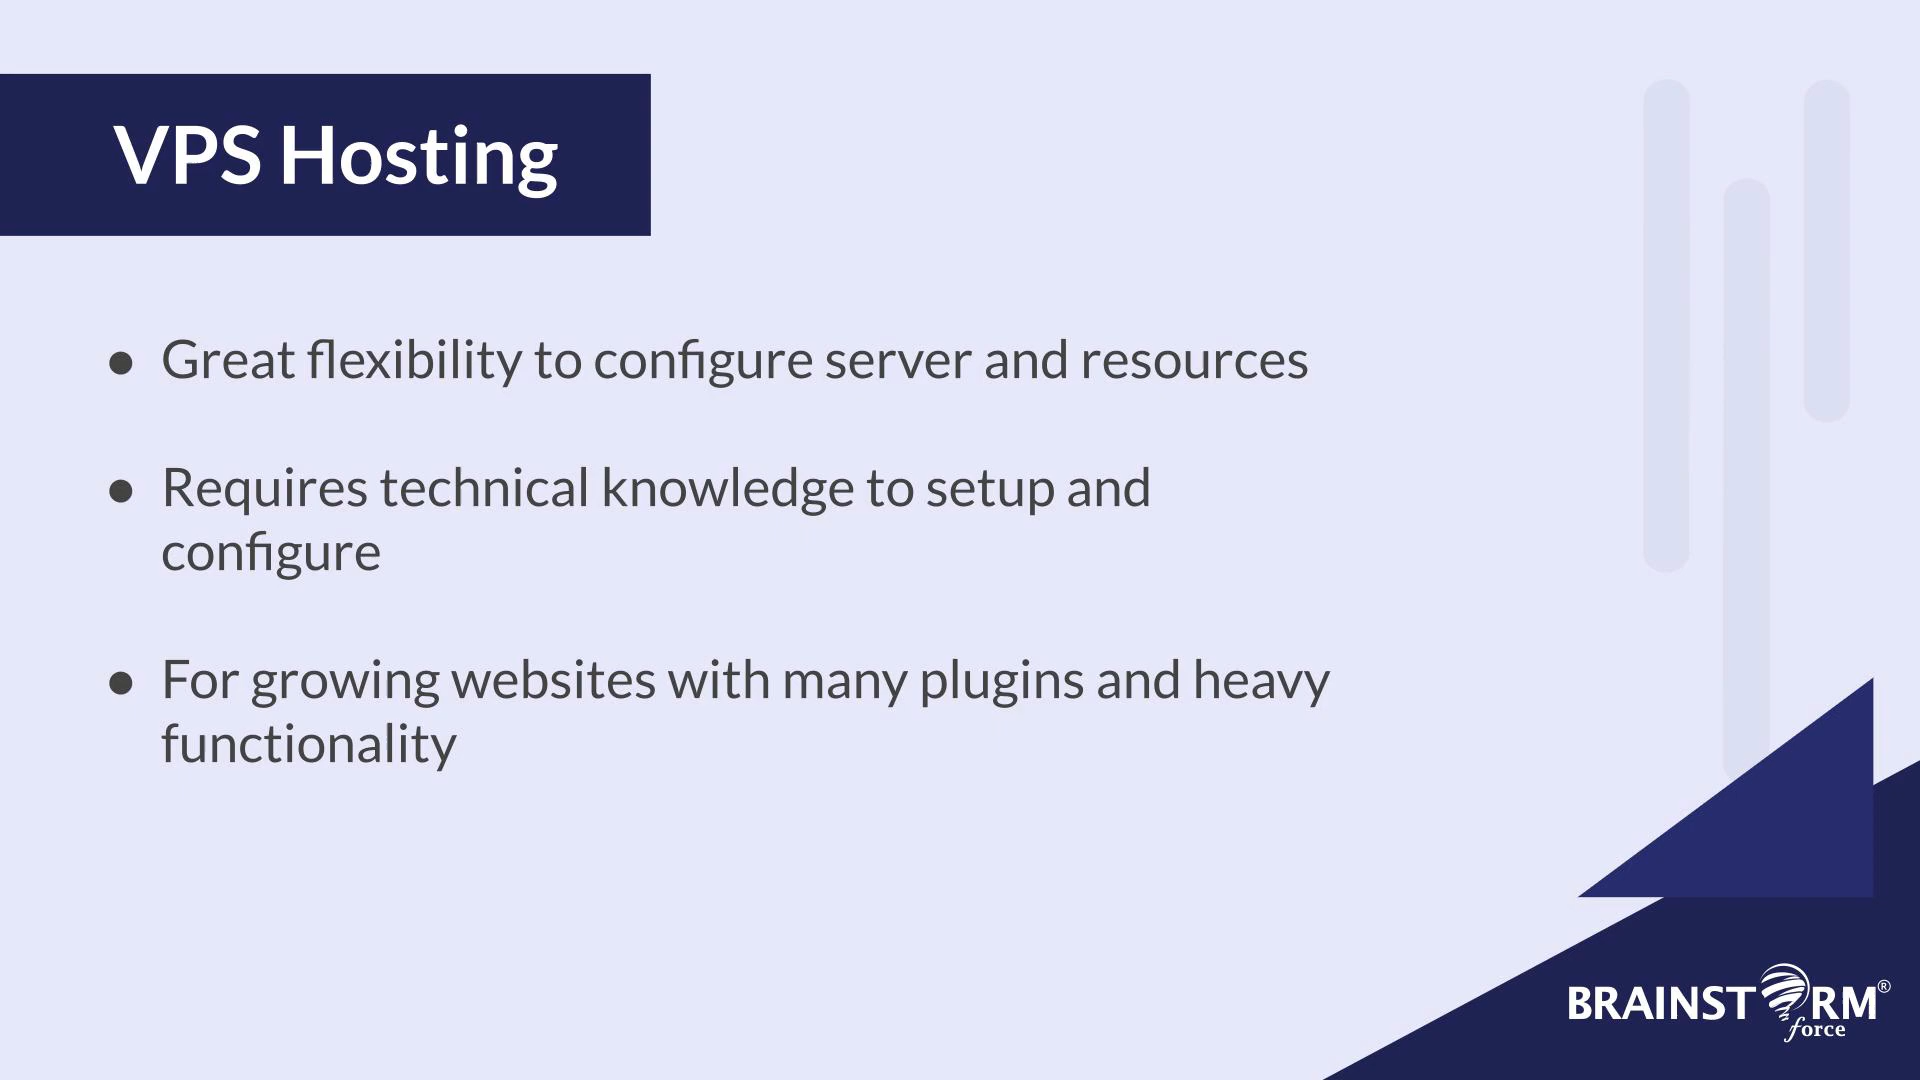 VPS Hosting
● Great flexibility to configure server and resources
● Requires technical knowledge to setup and
configure
● For growing websites with many plugins and heavy
functionality
BRAINSTORM®
force